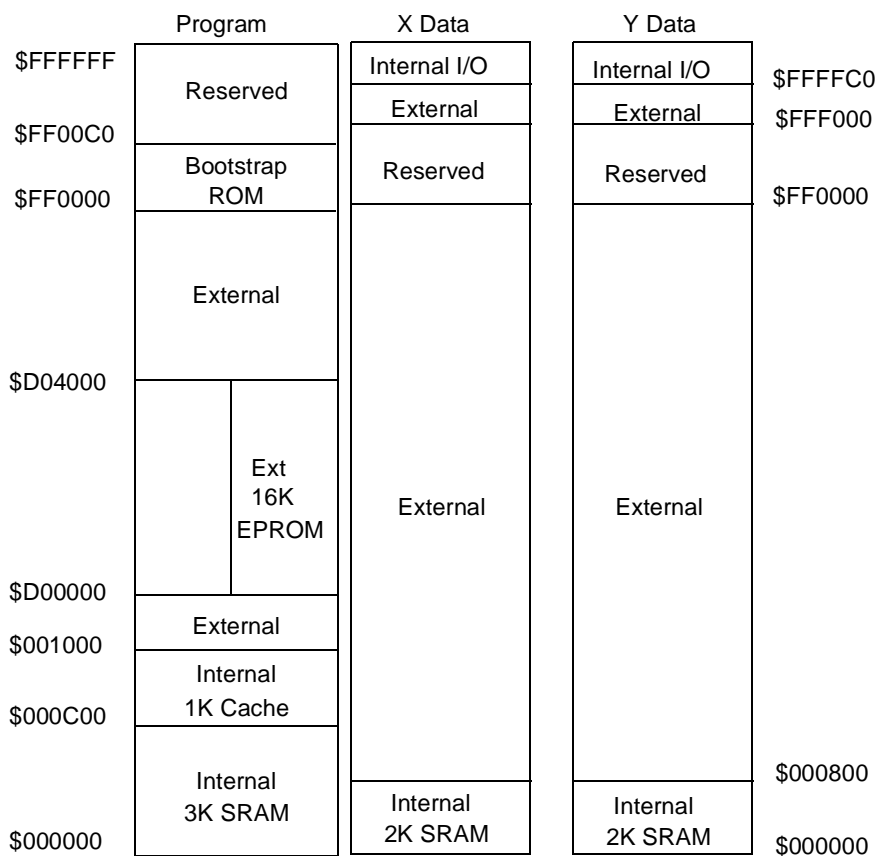 Program
X Data
Y Data
$FFFFFF
Reserved
$FF00C0
Bootstrap
ROM
$FF0000
External
$D04000
Ext
16K
EPROM
$D00000
External
$001000
Internal
1K Cache
$000C00
Internal
3K SRAM
$000000
Internal I/O
External
Reserved
External
Internal
2K SRAM
Internal I/O
External
Reserved
External
Internal
2K SRAM
$FFFFC0
$FFF000
$FF0000
$000800
$000000